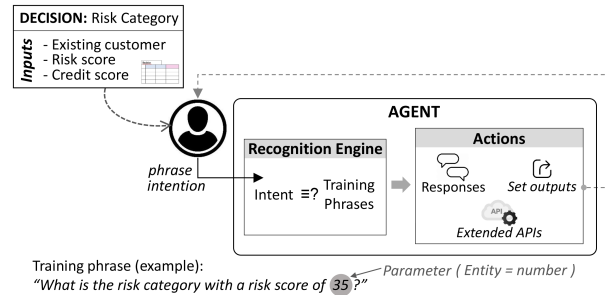 DECISION: Risk Category
Inputs
- Existing customer
- Risk score
- Credit score
AGENT
Recognition Engine
Actions
phrase
intention
Intent ≡? Training
Phrases
Responses
Set outputs
API
Extended APIs
Training phrase (example):
Parameter ( Entity = number )
“What is the risk category with a risk score of 35 ?”